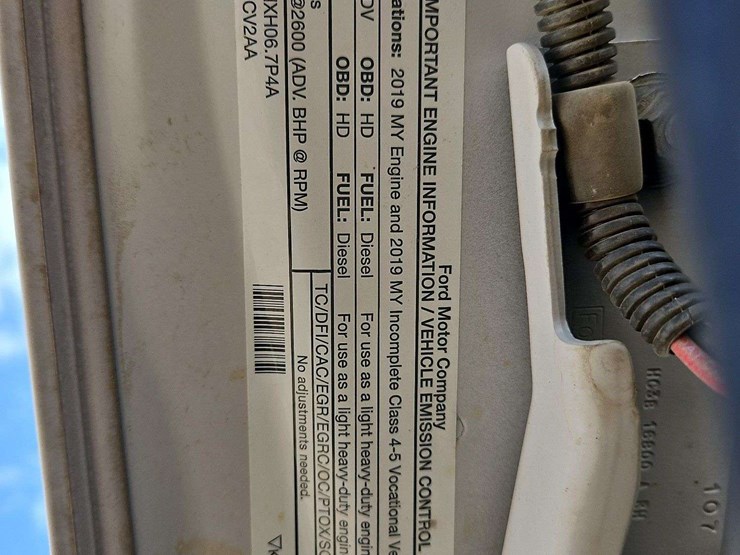 Ford Motor Company
MPORTANT ENGINE INFORMATION / VEHICLE EMISSION CONTROL
ations: 2019 MY Engine and 2019 MY Incomplete Class 4-5 Vocational Ve
OV OBD: HD FUEL: Diesel For use as a light heavy-duty engin
OBD: HD FUEL: Diesel For use as a light heavy-duty engin
s
@2600 (ADV. BHP @ RPM)
TC/DFI/CAC/EGR/EGRC/OC/PTOX/SC
No adjustments needed.
XH06.7P4A
CV2AA
HC3B 16800 A
107